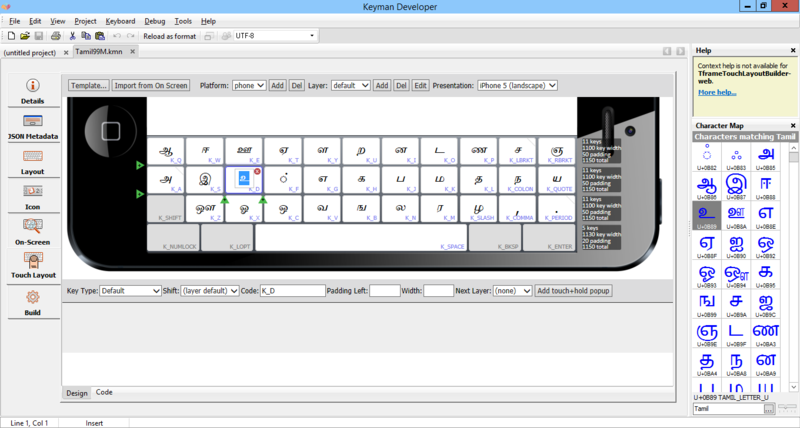 Keyman Developer
File Edit View Project Keyboard Debug Tools Help
Reload as format UTF-8
(untitled project) Tamil99M.kmn
Details
JSON Metadata
Layout
Icon
On-Screen
Touch Layout
Build
Template... Import from On Screen Platform: phone Add Del Layer: default Add Del Edit Presentation: iPhone 5 (landscape)
ஆ ஈ ஊ ஏ ள ற ன ட ண ச ஞ
K_Q K_W K_E K_T K_Y K_U K_I K_O K_P K_LBRKT K_RBRKT
11 keys
1100 key width
50 padding
1150 total
அ இ உ ் எ க ப ம த ந ய
K_A K_S K_D K_F K_G K_H K_J K_K K_L K_COLON K_QUOTE
11 keys
1100 key width
50 padding
1150 total
ஔ ஓ ஒ வ ங ல ர ழ , .
K_SHIFT K_Z K_X K_C K_V K_B K_N K_M K_SLASH K_COMMA K_PERIOD
11 keys
1100 key width
50 padding
1150 total
K_NUMLOCK K_LOPT K_SPACE K_BKSP K_ENTER
5 keys
1130 key width
20 padding
1150 total
Key Type: Default Shift: (layer default) Code: K_D Padding Left: Width: Next Layer: (none) Add touch+hold popup
Design Code
Line 1, Col 1 Insert
Help
Context help is not available for
TframeTouchLayoutBuilder-
web.
More help...
Character Map
Characters matching Tamil
ஂ ஃ அ
U+0B82 U+0B83 U+0B85
ஆ இ ஈ
U+0B86 U+0B87 U+0B88
உ ஊ எ
U+0B89 U+0B8A U+0B8E
ஏ ஐ ஒ
U+0B8F U+0B90 U+0B92
ஓ ஔ க
U+0B93 U+0B94 U+0B95
ங ச ஜ
U+0B99 U+0B9A U+0B9C
ஞ ட ண
U+0B9E U+0B9F U+0BA3
த ந ன
U+0BA4 U+0BA8 U+0BA9
ப ம ய
U+0B89 TAMIL_LETTER_U
Tamil